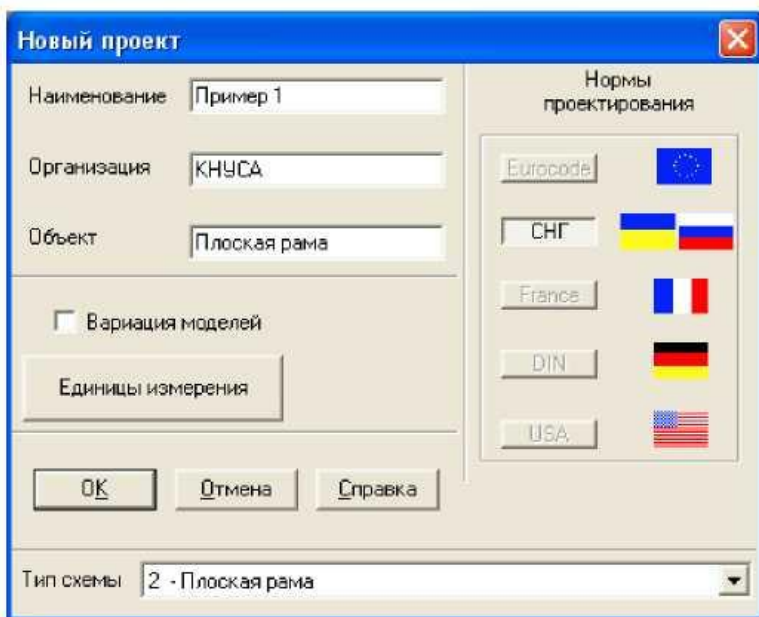 Новый проект
Наименование Пример 1
Организация КНУСА
Объект Плоская рама
Вариация моделей
Единицы измерения
OK Отмена Справка
Нормы
проектирования
Eurocode
СНГ
France
DIN
USA
Тип схемы 2 - Плоская рама